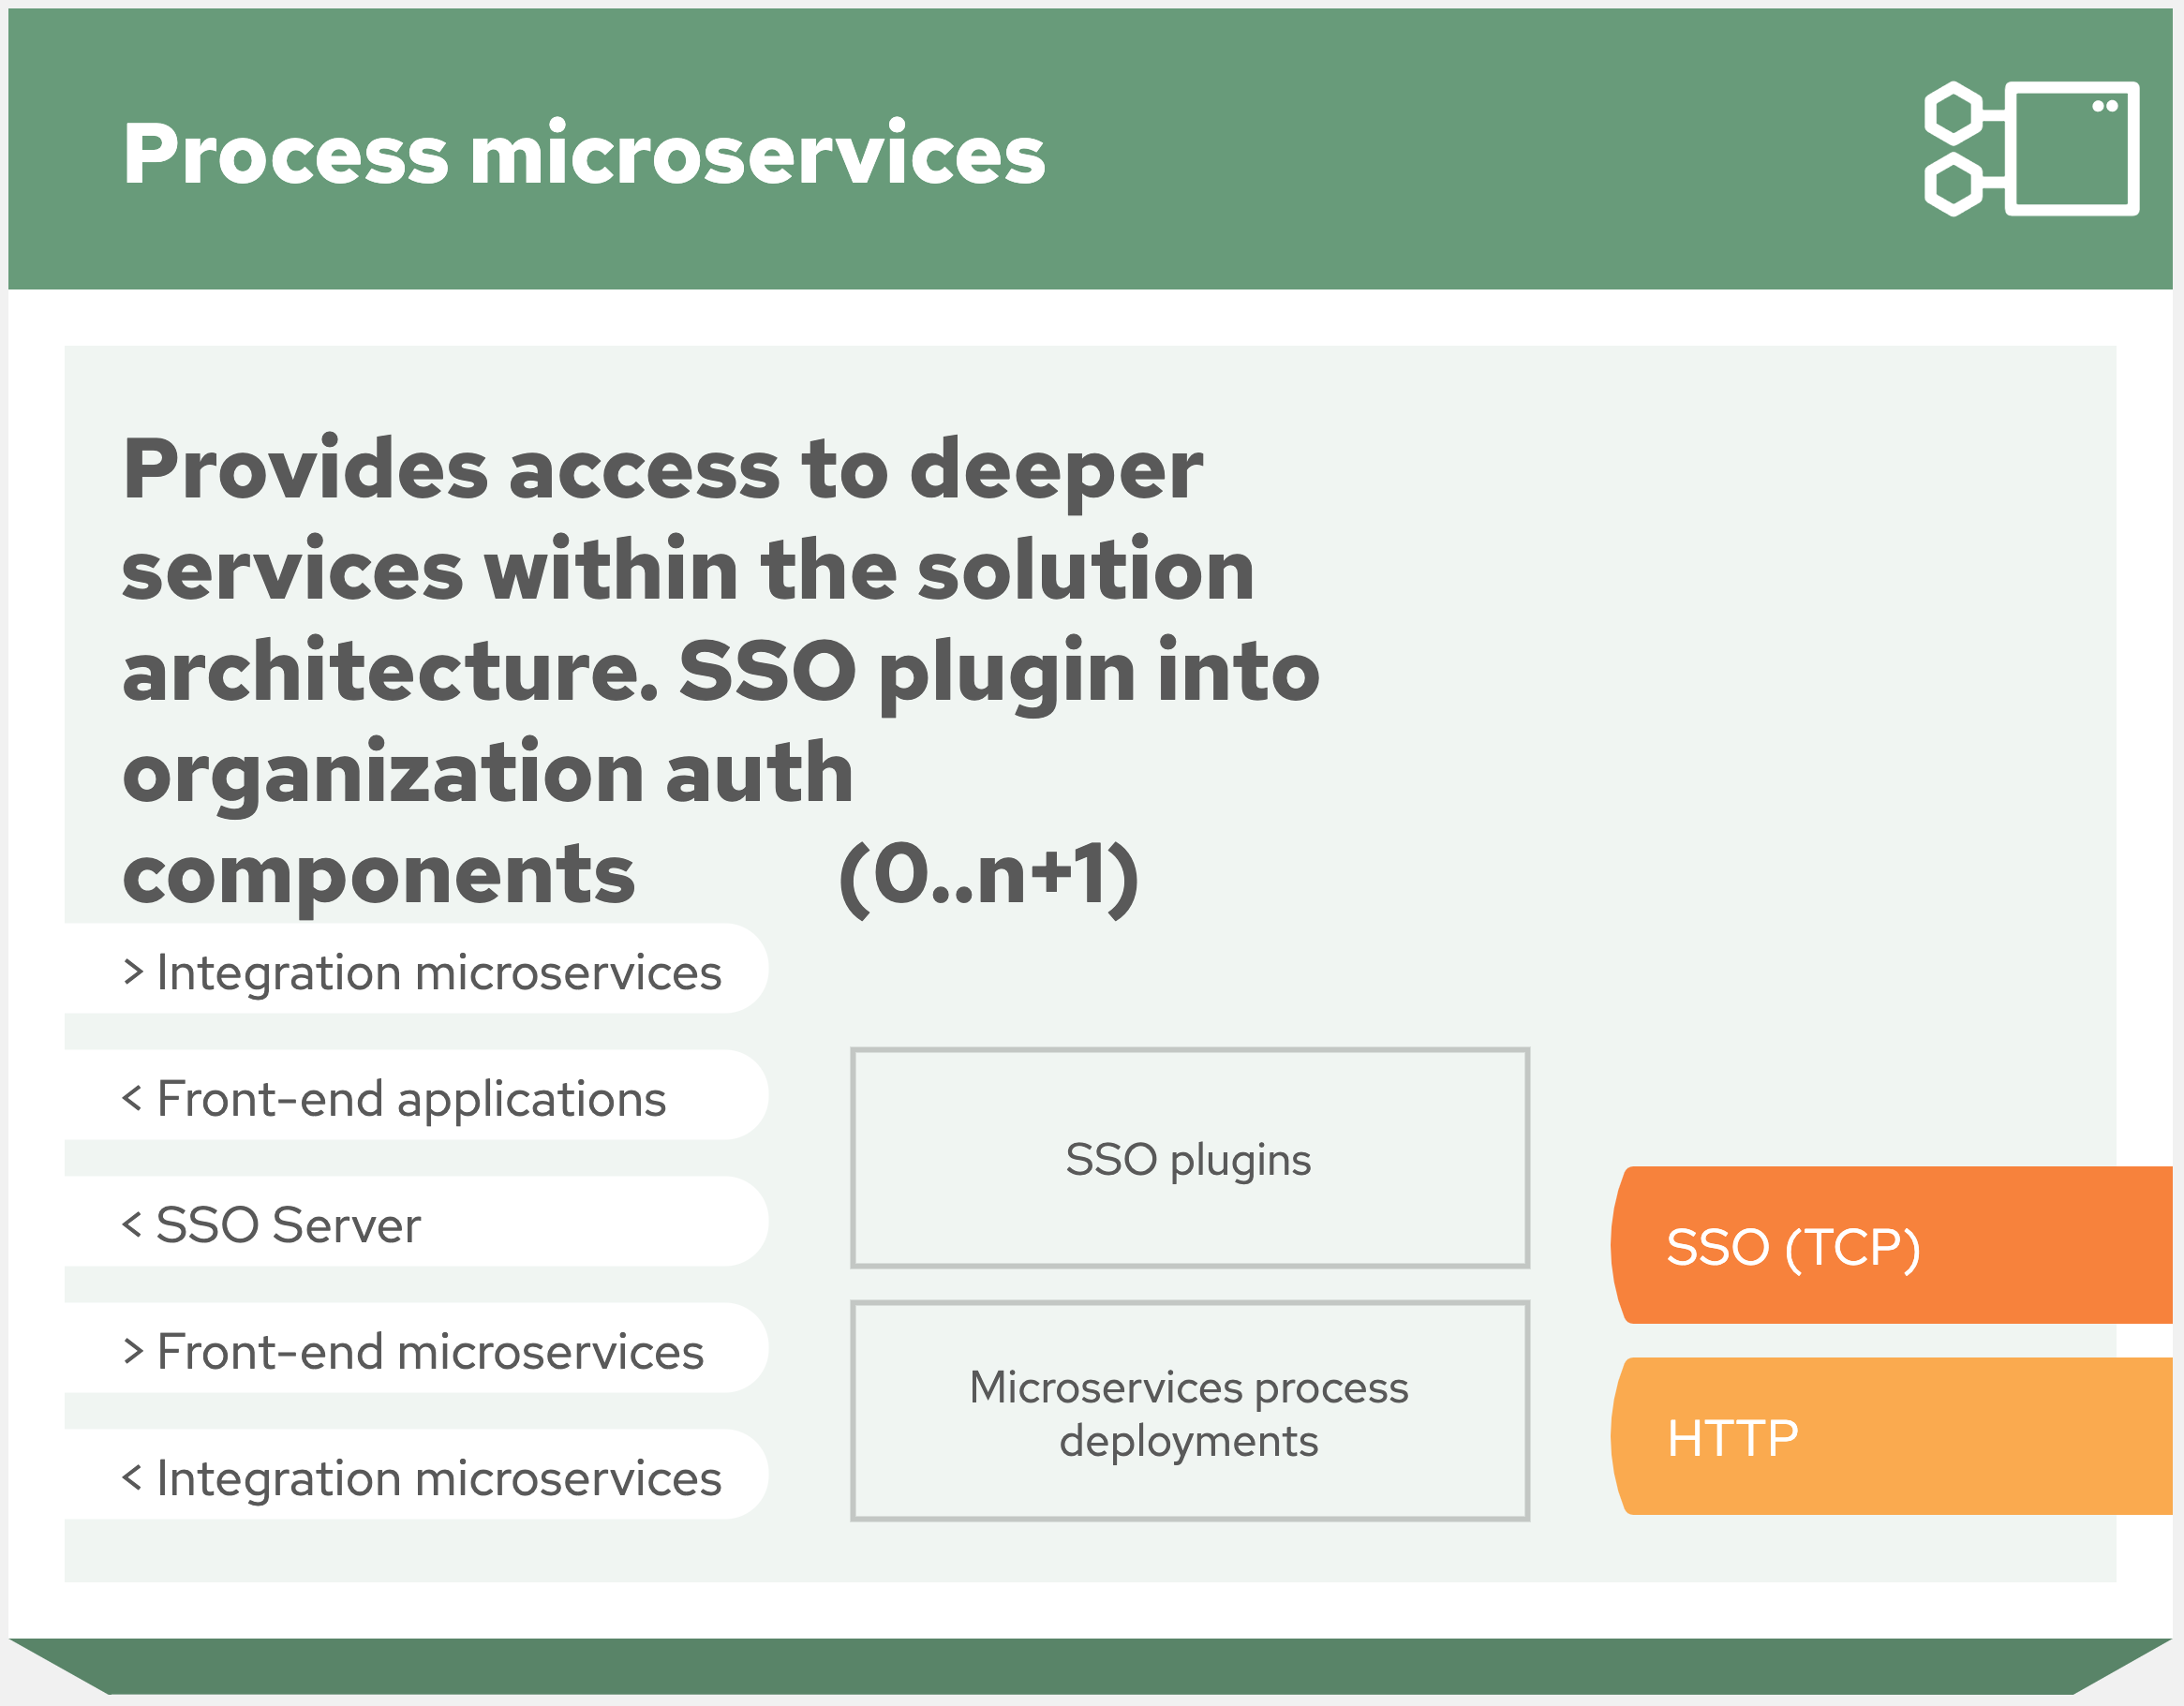 Process microservices
Provides access to deeper
services within the solution
architecture. SSO plugin into
organization auth
components (0..n+1)
> Integration microservices
< Front-end applications
< SSO Server
> Front-end microservices
< Integration microservices
SSO plugins
Microservices process
deployments
SSO (TCP)
HTTP